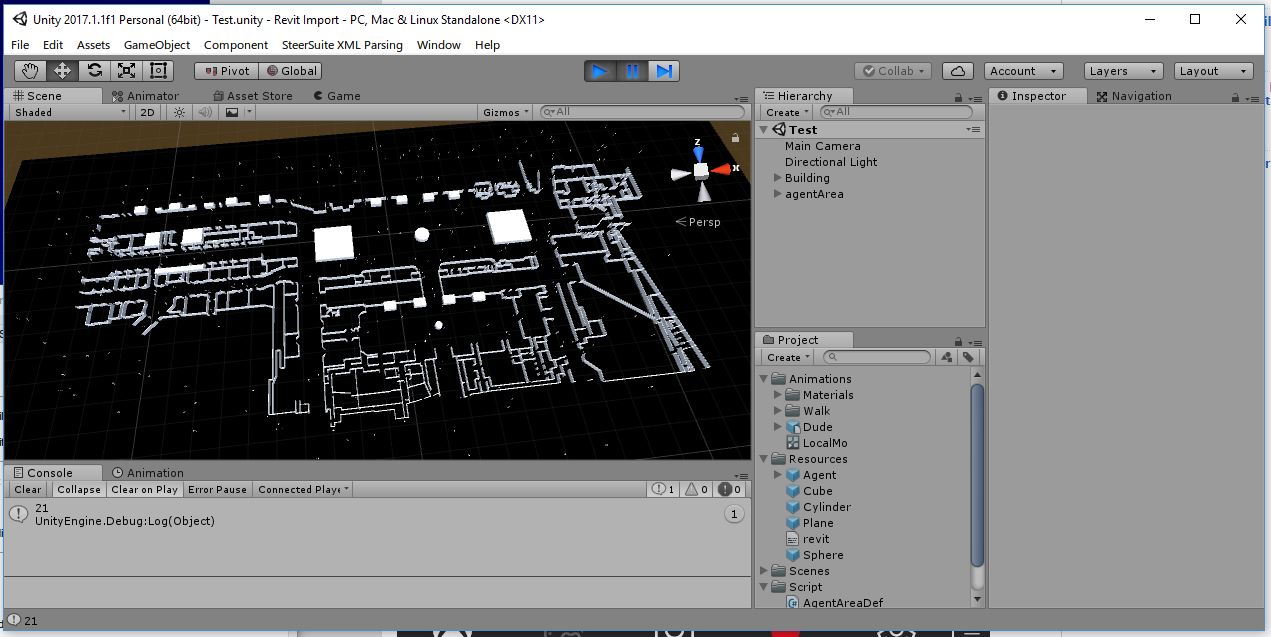 Unity 2017.1.1f1 Personal (64bit) - Test.unity - Revit Import - PC, Mac & Linux Standalone <DX11>
File Edit Assets GameObject Component SteerSuite XML Parsing Window Help
Pivot Global Collab Account Layers Layout
Scene Animator Asset Store Game
Shaded 2D Gizmos All
z
x
Persp
Console Animation
Clear Collapse Clear on Play Error Pause Connected Playe 1 0 0
21
UnityEngine.Debug:Log(Object)
1
21
Hierarchy
Create All
Test
Main Camera
Directional Light
Building
agentArea
Project
Create
Animations
Materials
Walk
Dude
LocalMo
Resources
Agent
Cube
Cylinder
Plane
revit
Sphere
Scenes
Script
AgentAreaDef
Inspector Navigation